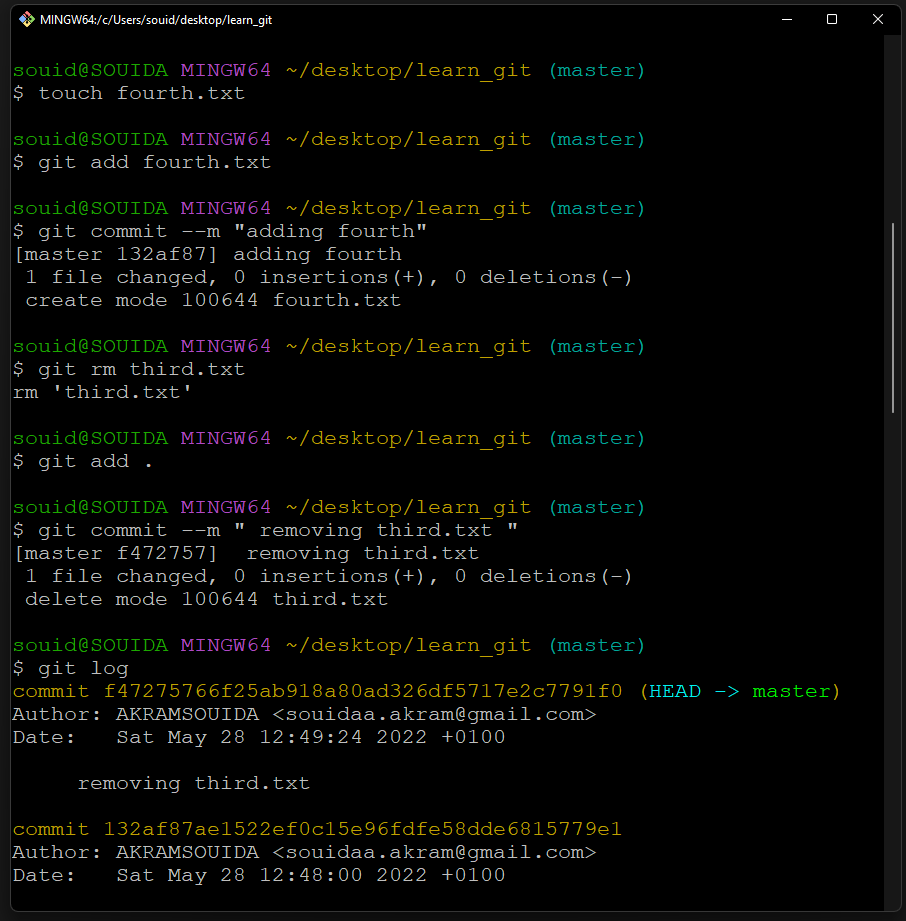 MINGW64:/c/Users/souid/desktop/learn_git
souid@SOUIDA MINGW64 ~/desktop/learn_git (master)
$ touch fourth.txt
souid@SOUIDA MINGW64 ~/desktop/learn_git (master)
$ git add fourth.txt
souid@SOUIDA MINGW64 ~/desktop/learn_git (master)
$ git commit --m "adding fourth"
[master 132af87] adding fourth
 1 file changed, 0 insertions(+), 0 deletions(-)
 create mode 100644 fourth.txt
souid@SOUIDA MINGW64 ~/desktop/learn_git (master)
$ git rm third.txt
rm 'third.txt'
souid@SOUIDA MINGW64 ~/desktop/learn_git (master)
$ git add .
souid@SOUIDA MINGW64 ~/desktop/learn_git (master)
$ git commit --m " removing third.txt "
[master f472757]  removing third.txt
 1 file changed, 0 insertions(+), 0 deletions(-)
 delete mode 100644 third.txt
souid@SOUIDA MINGW64 ~/desktop/learn_git (master)
$ git log
commit f47275766f25ab918a80ad326df5717e2c7791f0 (HEAD -> master)
Author: AKRAMSOUIDA <souidaa.akram@gmail.com>
Date:   Sat May 28 12:49:24 2022 +0100
     removing third.txt
commit 132af87ae1522ef0c15e96fdfe58dde6815779e1
Author: AKRAMSOUIDA <souidaa.akram@gmail.com>
Date:   Sat May 28 12:48:00 2022 +0100